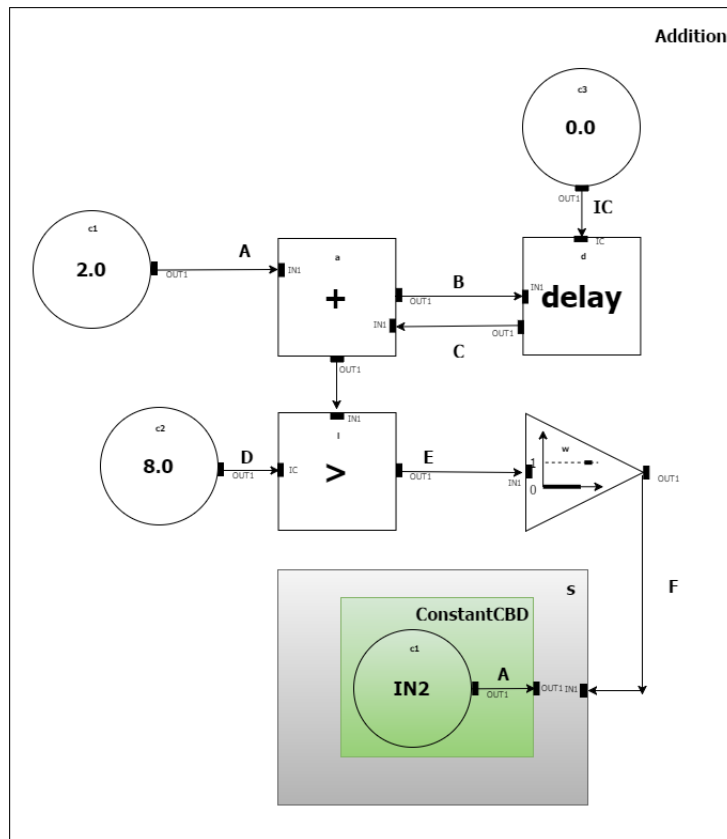 Addition
c3
0.0
OUT1
IC
IC
c1
2.0
OUT1
A
a
IN1
+
OUT1
B
d
IN1
delay
IN1
C
OUT1
OUT1
c2
8.0
OUT1
D
l
IN1
IC
>
OUT1
E
w
IN1
1
0
OUT1
F
s
ConstantCBD
c1
IN2
OUT1
A
OUT1
IN1